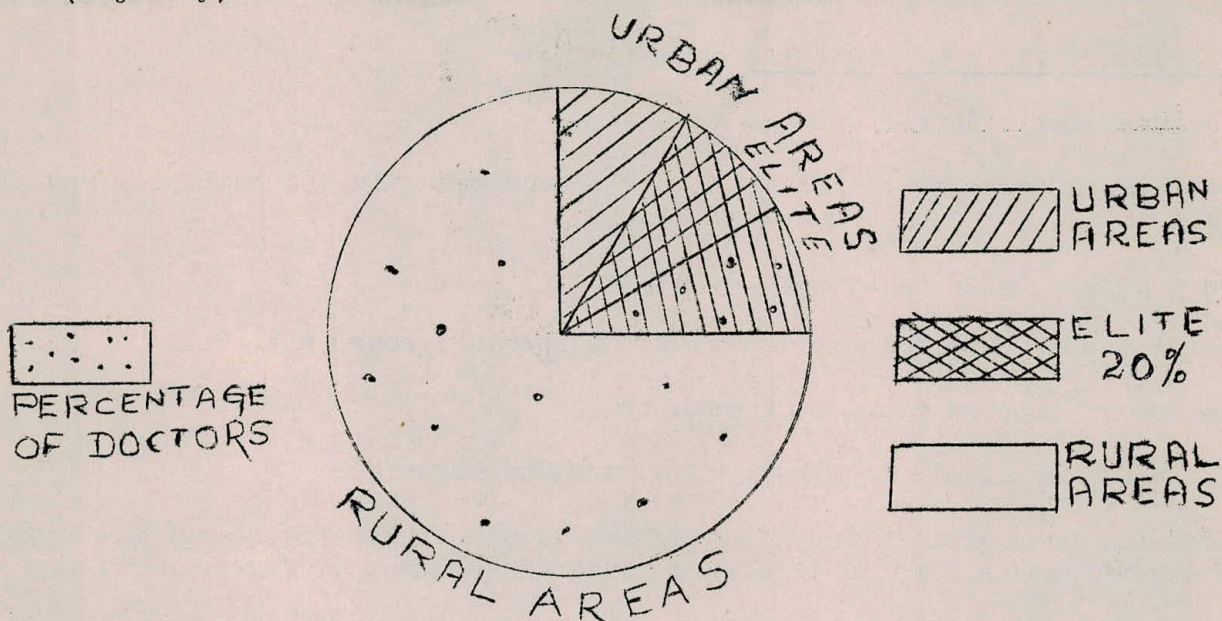 URBAN AREAS
ELITE
URBAN
AREAS
ELITE
20%
RURAL
AREAS
PERCENTAGE
OF DOCTORS
RURAL AREAS